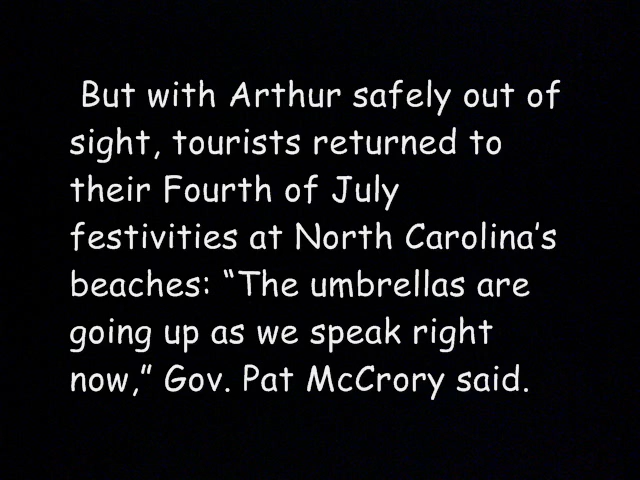 But with Arthur safely out of
sight, tourists returned to
their Fourth of July
festivities at North Carolina’s
beaches: “The umbrellas are
going up as we speak right
now,” Gov. Pat McCrory said.